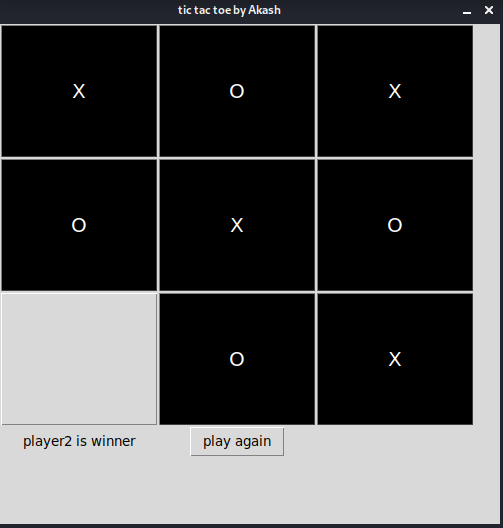 tic tac toe by Akash
X O X
O X O
O X
player2 is winner play again